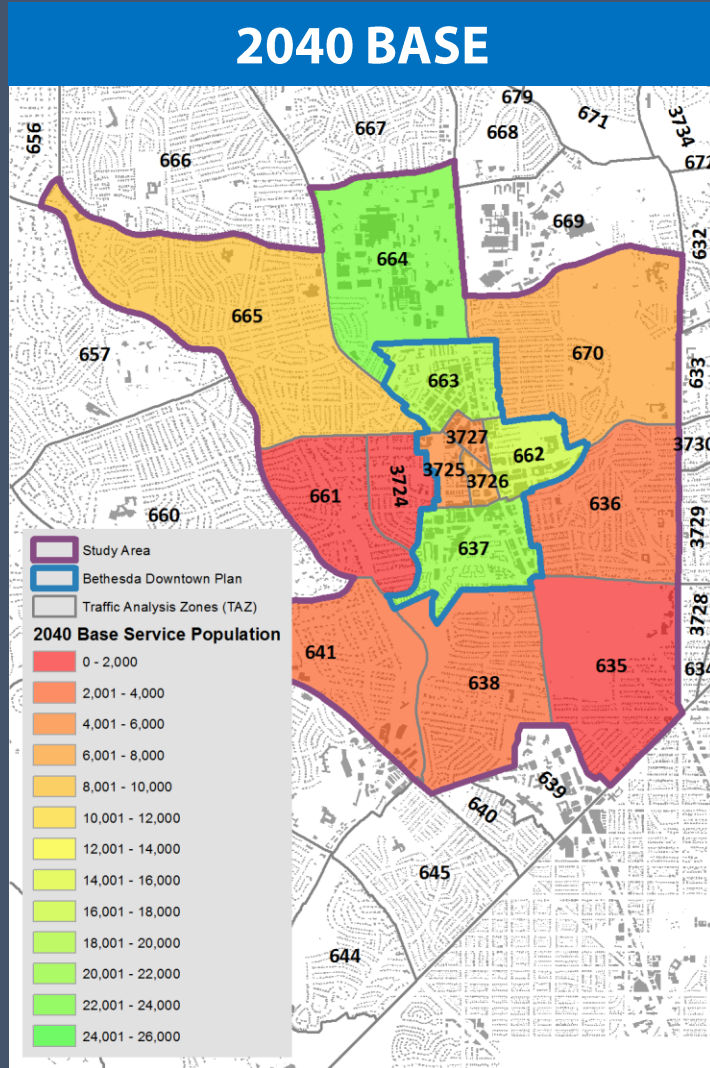 2040 BASE
679
656
667
668
671
3734
666
672
669
632
664
665
670
657
633
663
3727
662
3730
3725
3726
661
3724
636
660
3729
637
Study Area
Bethesda Downtown Plan
Traffic Analysis Zones (TAZ)
3728
2040 Base Service Population
641
0 - 2,000
635
634
638
2,001 - 4,000
4,001 - 6,000
6,001 - 8,000
639
8,001 - 10,000
640
10,001 - 12,000
12,001 - 14,000
645
14,001 - 16,000
16,001 - 18,000
18,001 - 20,000
644
20,001 - 22,000
22,001 - 24,000
24,001 - 26,000